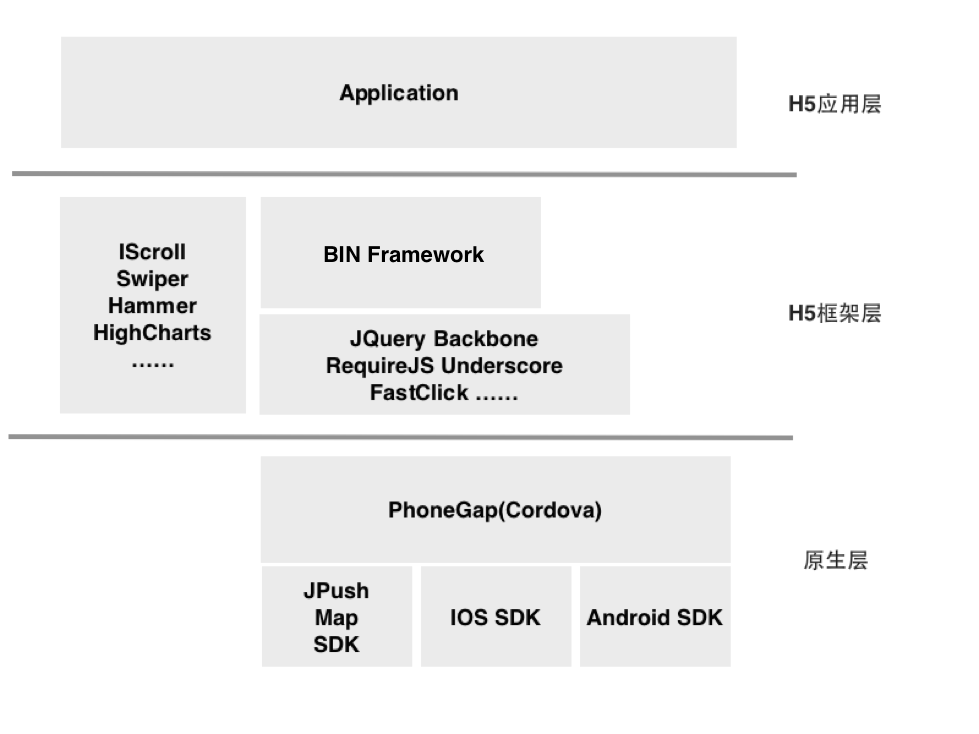 Application
H5应用层
IScroll
Swiper
Hammer
HighCharts
……
BIN Framework
JQuery Backbone
RequireJS Underscore
FastClick ……
H5框架层
PhoneGap(Cordova)
JPush
Map
SDK
IOS SDK
Android SDK
原生层